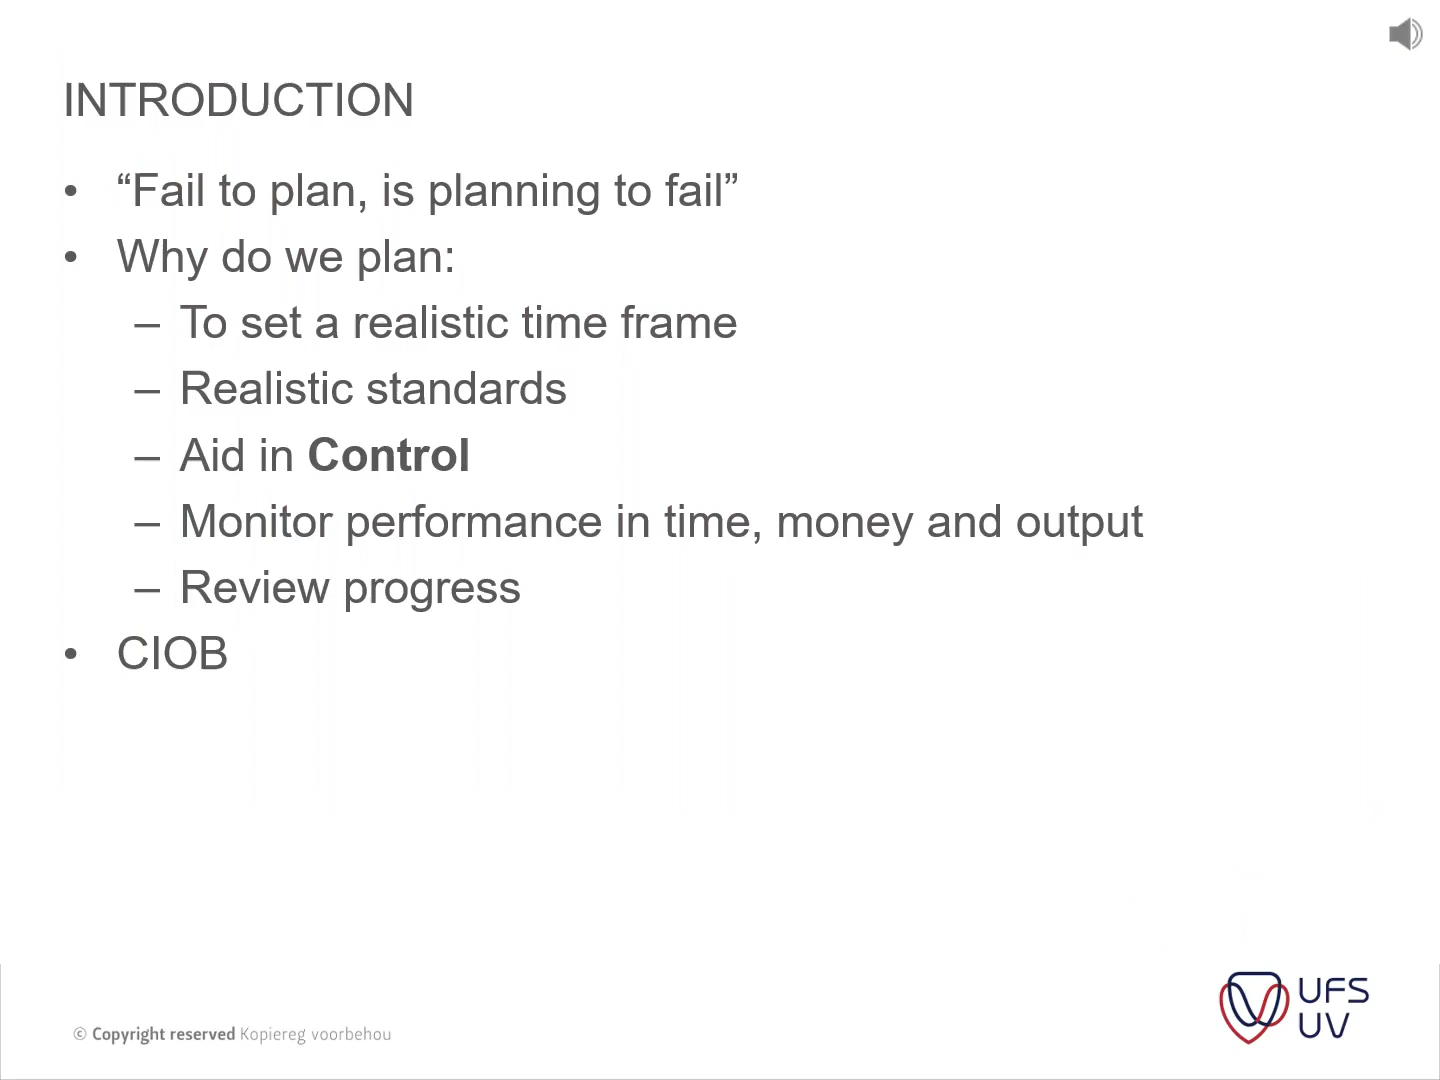 INTRODUCTION
• “Fail to plan, is planning to fail”
• Why do we plan:
– To set a realistic time frame
– Realistic standards
– Aid in Control
– Monitor performance in time, money and output
– Review progress
• CIOB
© Copyright reserved Kopiereg voorbehou
UFS
UV